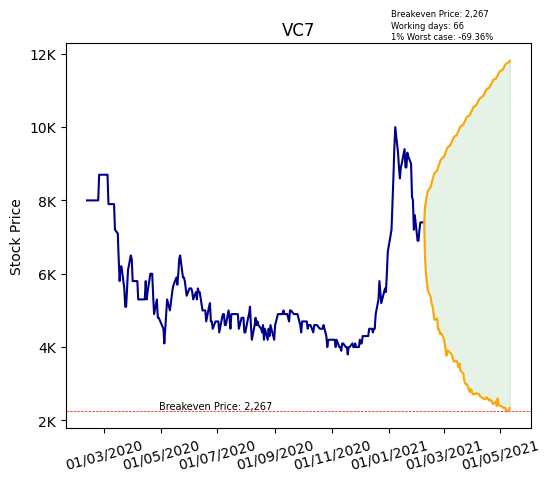 Breakeven Price: 2,267
Working days: 66
1% Worst case: -69.36%
VC7
Stock Price
12K
10K
8K
6K
4K
2K
Breakeven Price: 2,267
01/03/2020
01/05/2020
01/07/2020
01/09/2020
01/11/2020
01/01/2021
01/03/2021
01/05/2021